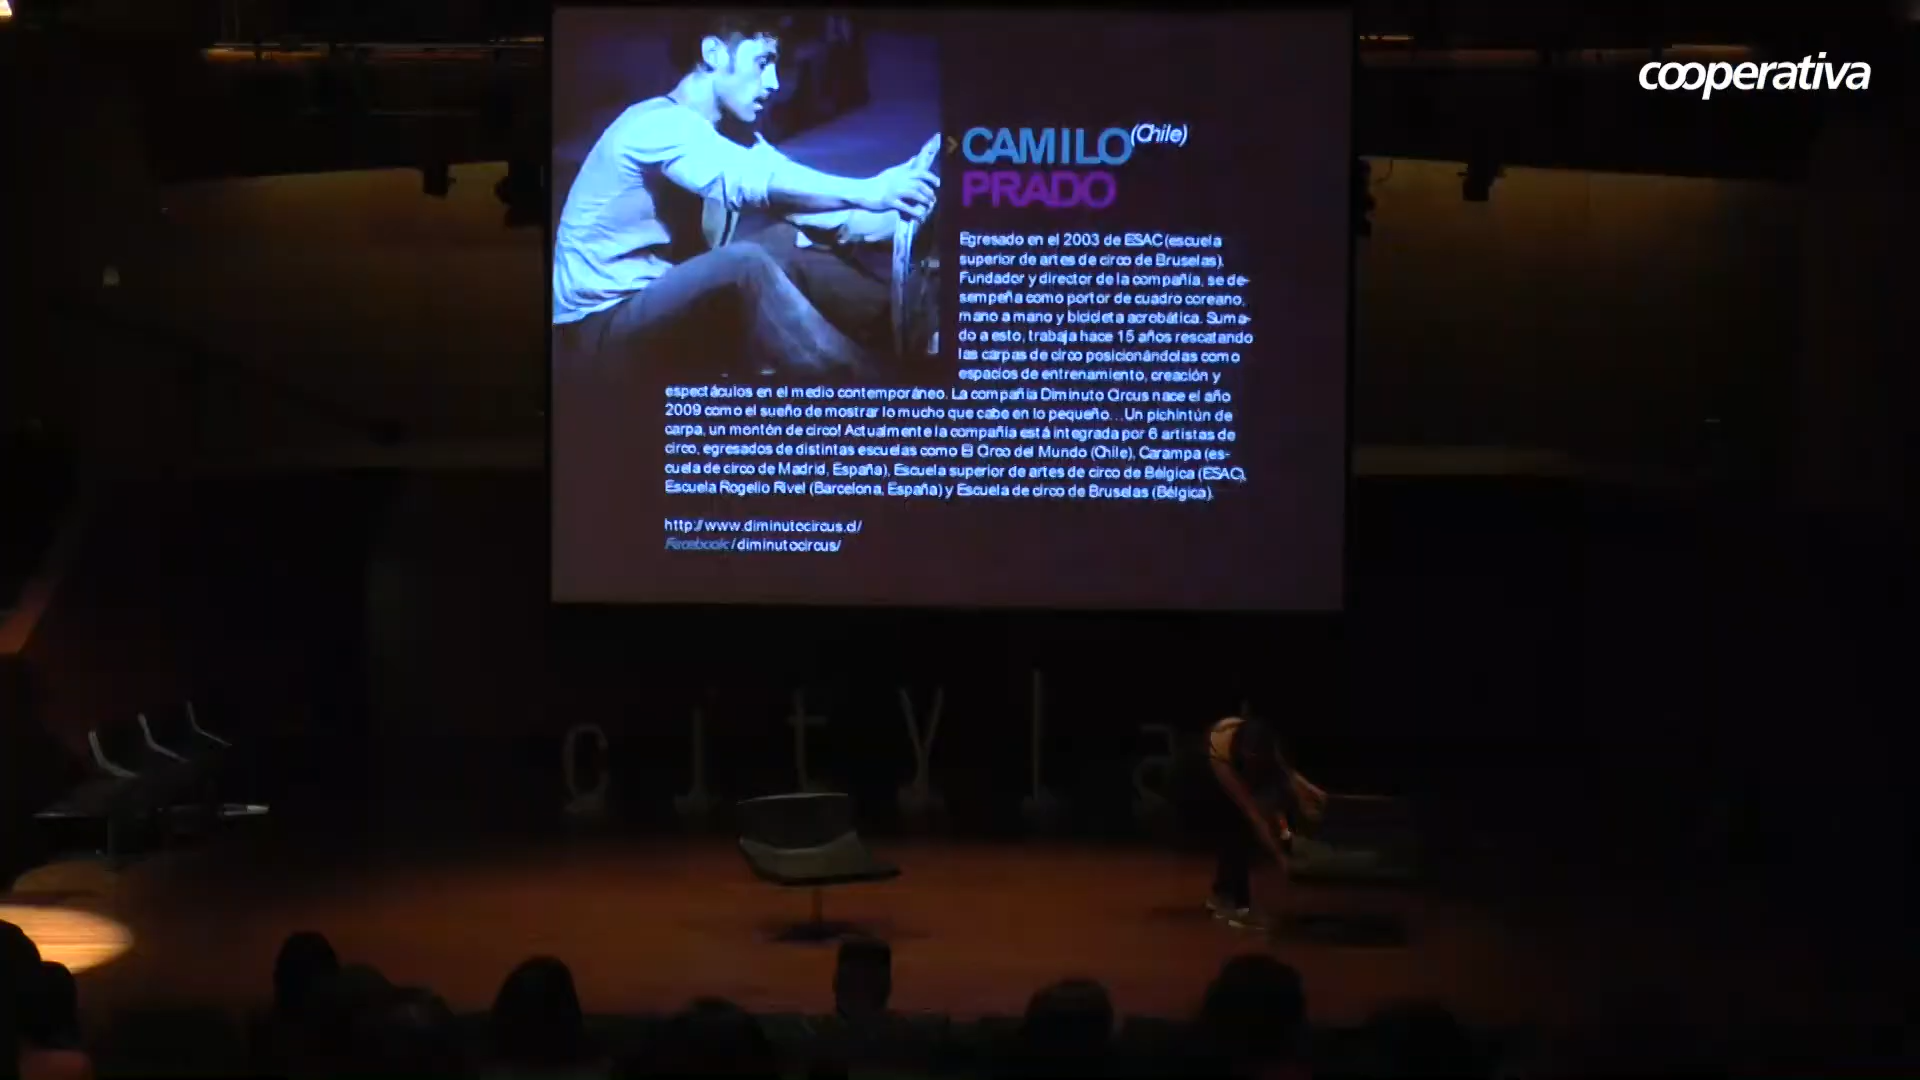 cooperativa
CAMILO (Chile)
PRADO
Egresado en el 2003 de ESAC (escuela
superior de artes de circo de Bruselas).
Fundador y director de la compañía, se de-
sempeña como portor de cuadro coreano,
mano a mano y bicicleta acrobática. Suma-
do a esto, trabaja hace 15 años rescatando
las carpas de circo posicionándolas como
espacios de entrenamiento, creación y
espectáculos en el medio contemporáneo. La compañía Diminuto Circus nace el año
2009 como el sueño de mostrar lo mucho que cabe en lo pequeño...Un pichintún de
carpa, un montón de circo! Actualmente la compañía está integrada por 6 artistas de
circo, egresados de distintas escuelas como El Circo del Mundo (Chile), Carampa (es-
cuela de circo de Madrid, España), Escuela superior de artes de circo de Bélgica (ESAC),
Escuela Rogelio Rivel (Barcelona, España) y Escuela de circo de Bruselas (Bélgica).
http://www.diminutocircus.cl/
Facebook: /diminutocircus/
cityla